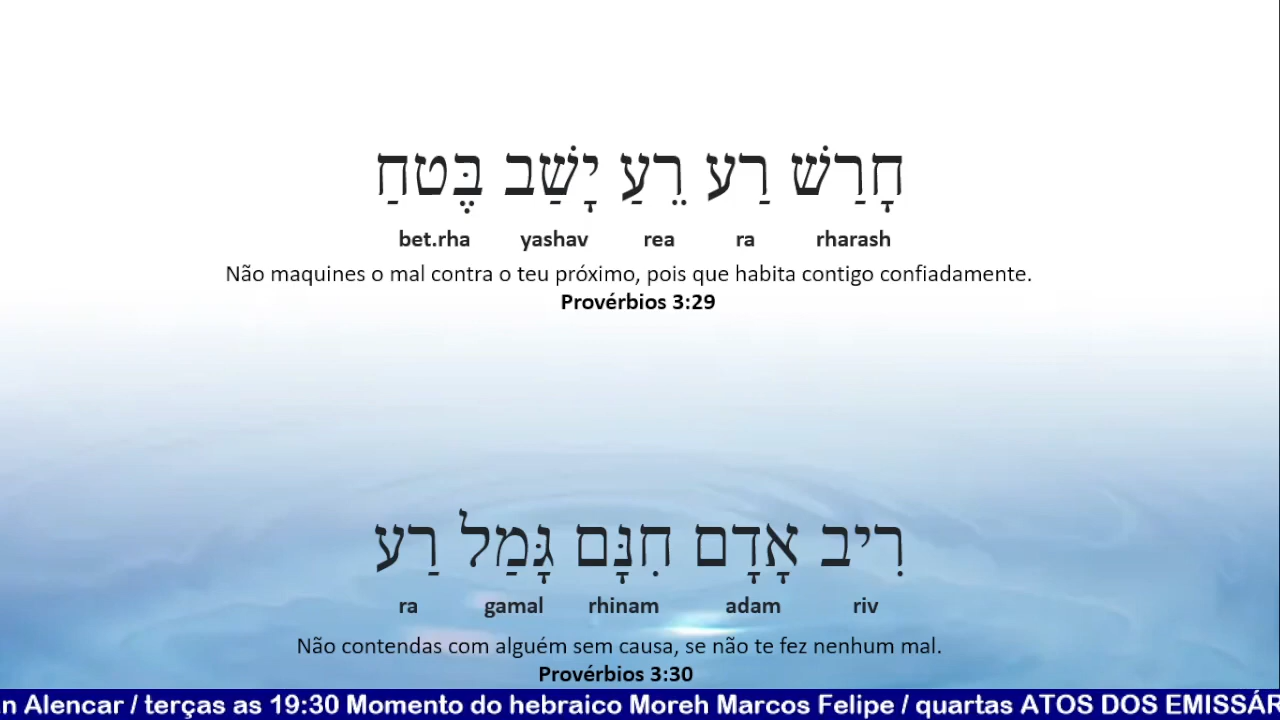 חָרַשׁ רַע רֵעַ יָשַׁב בֶּטחַ
bet.rha yashav rea ra rharash
Não maquines o mal contra o teu próximo, pois que habita contigo confiadamente.
Provérbios 3:29
רִיב אָדָם חִנָּם גָּמַל רַע
ra gamal rhinam adam riv
Não contendas com alguém sem causa, se não te fez nenhum mal.
Provérbios 3:30
n Alencar / terças as 19:30 Momento do hebraico Moreh Marcos Felipe / quartas ATOS DOS EMISSÁR